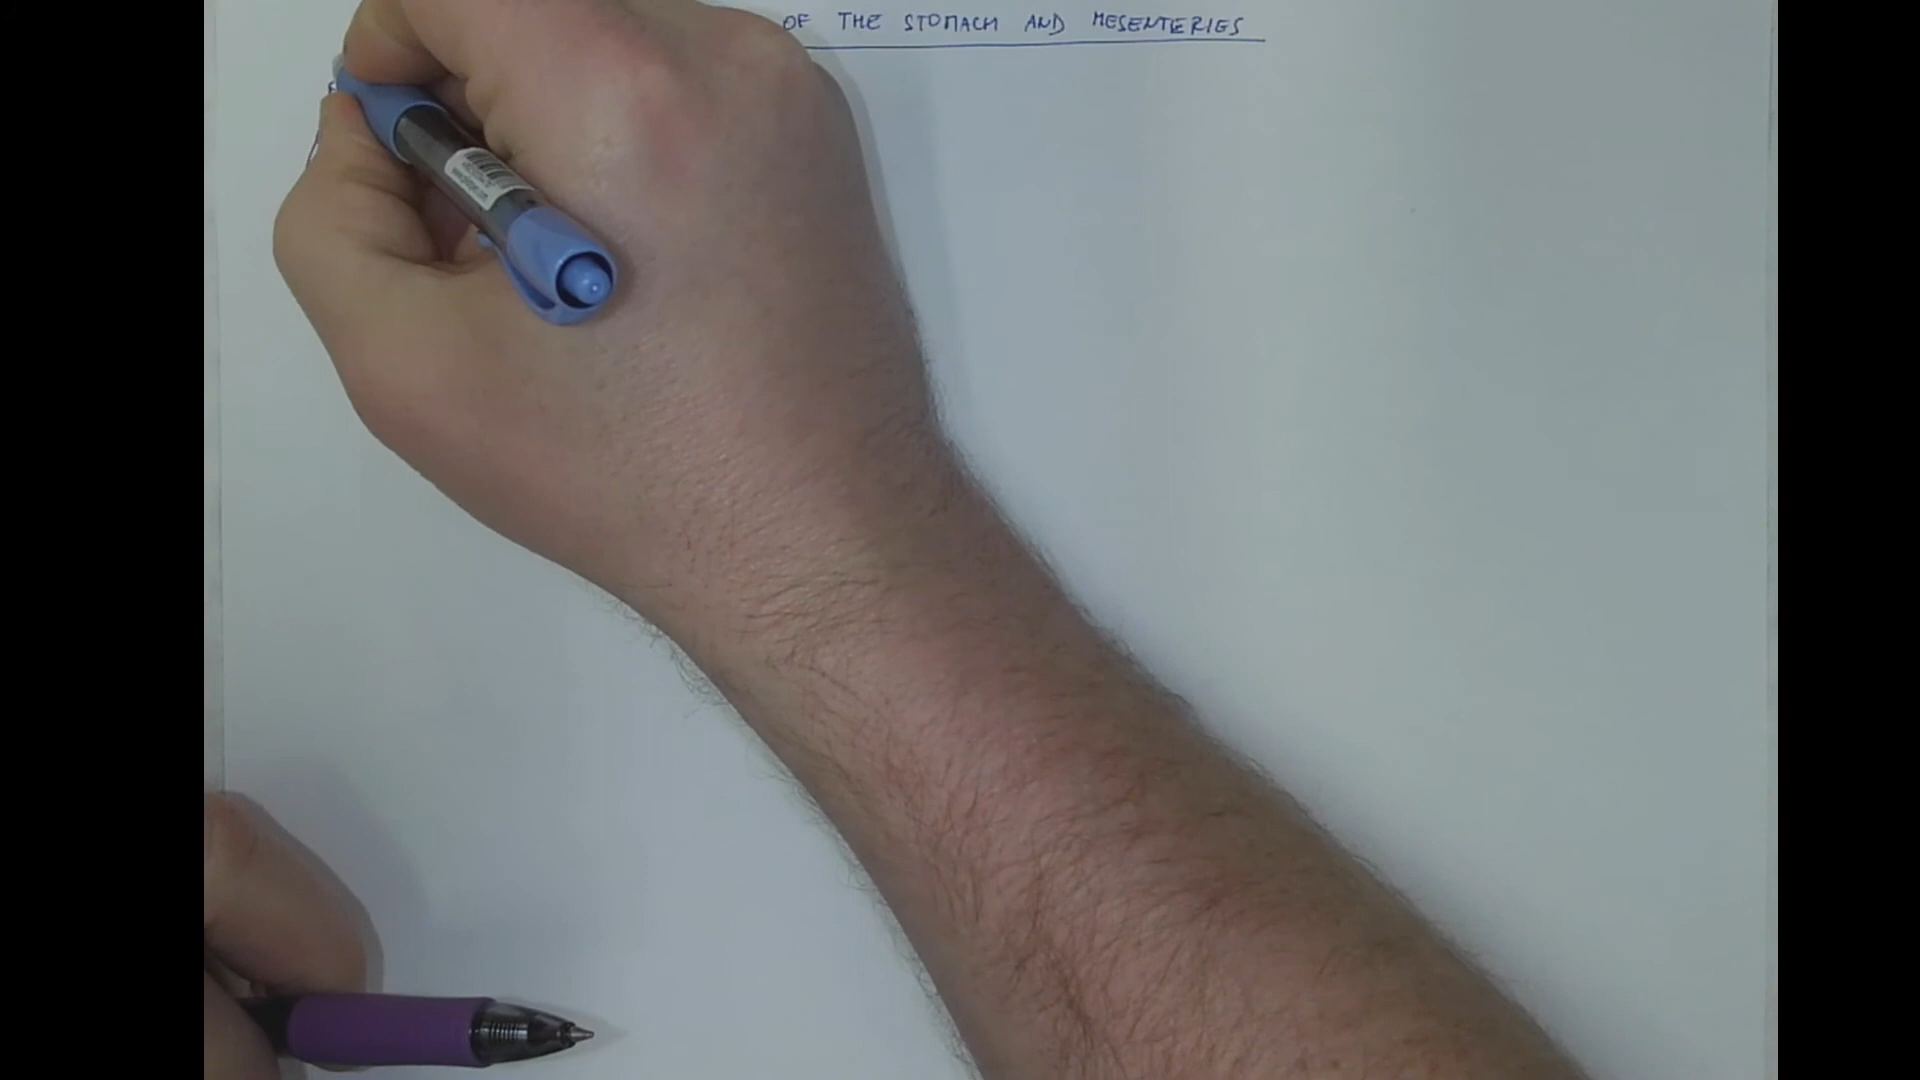 OF THE STOMACH AND MESENTERIES